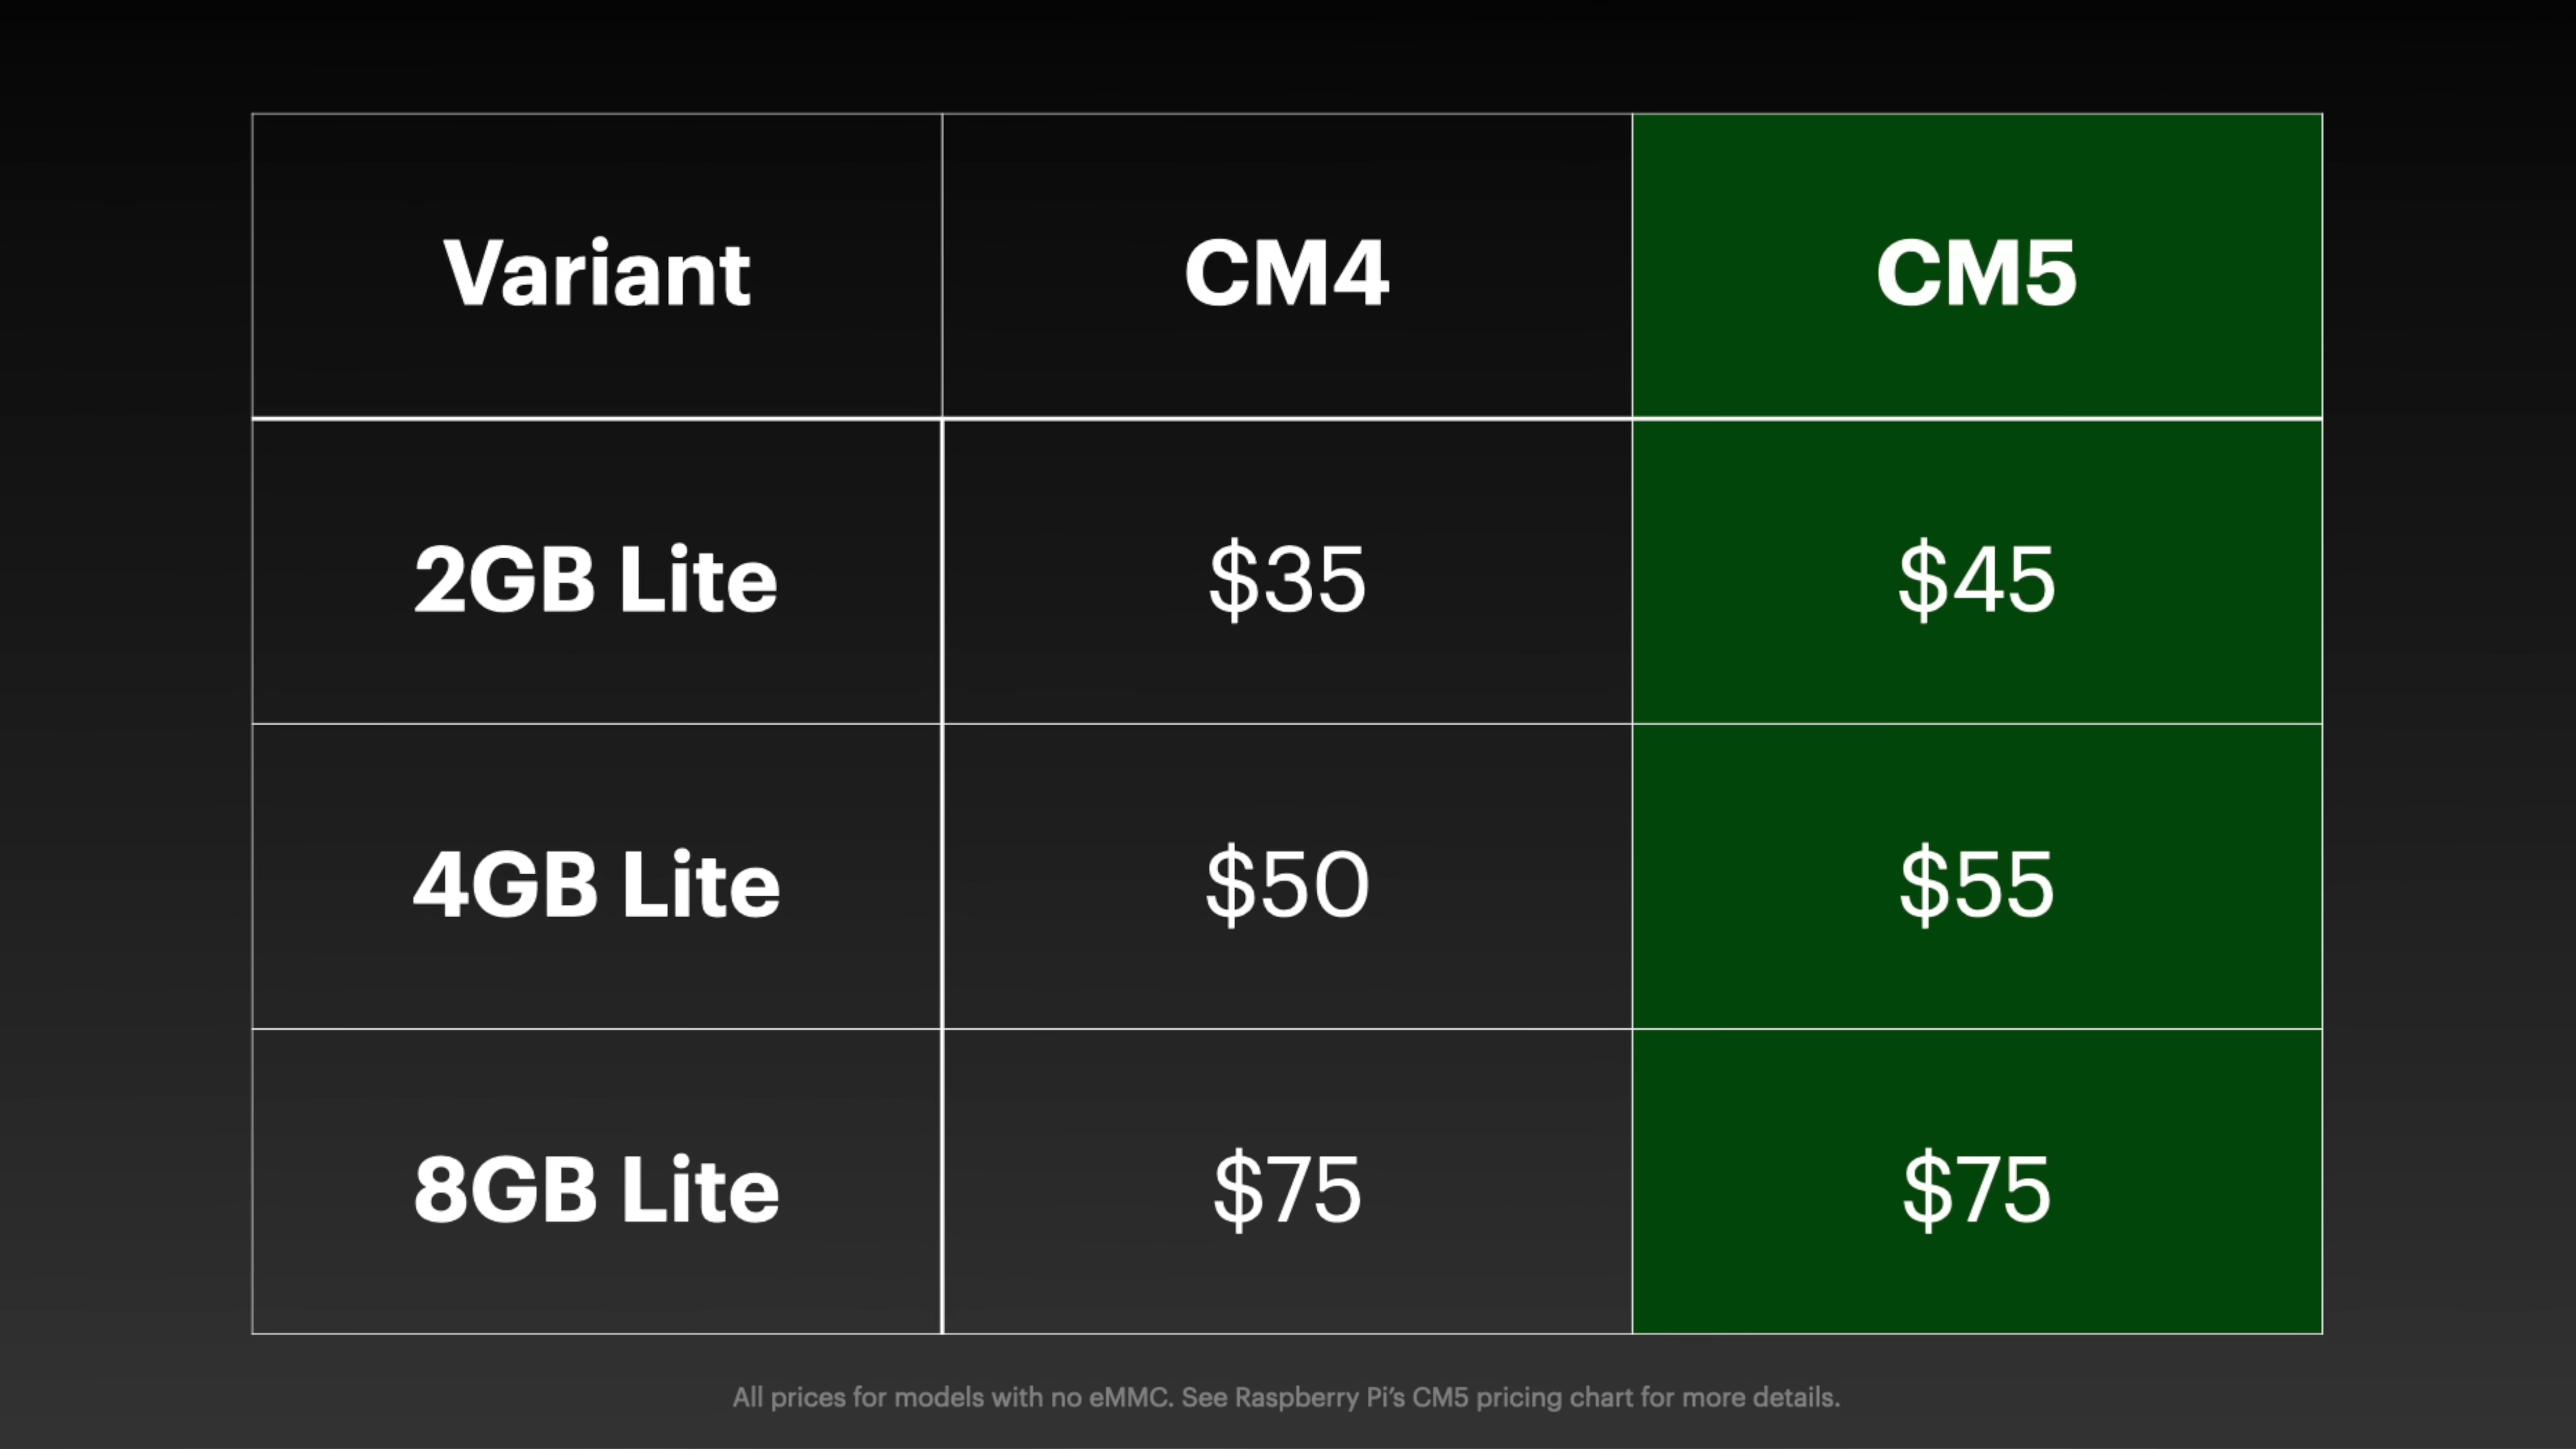 Variant CM4 CM5
2GB Lite $35 $45
4GB Lite $50 $55
8GB Lite $75 $75
All prices for models with no eMMC. See Raspberry Pi’s CM5 pricing chart for more details.